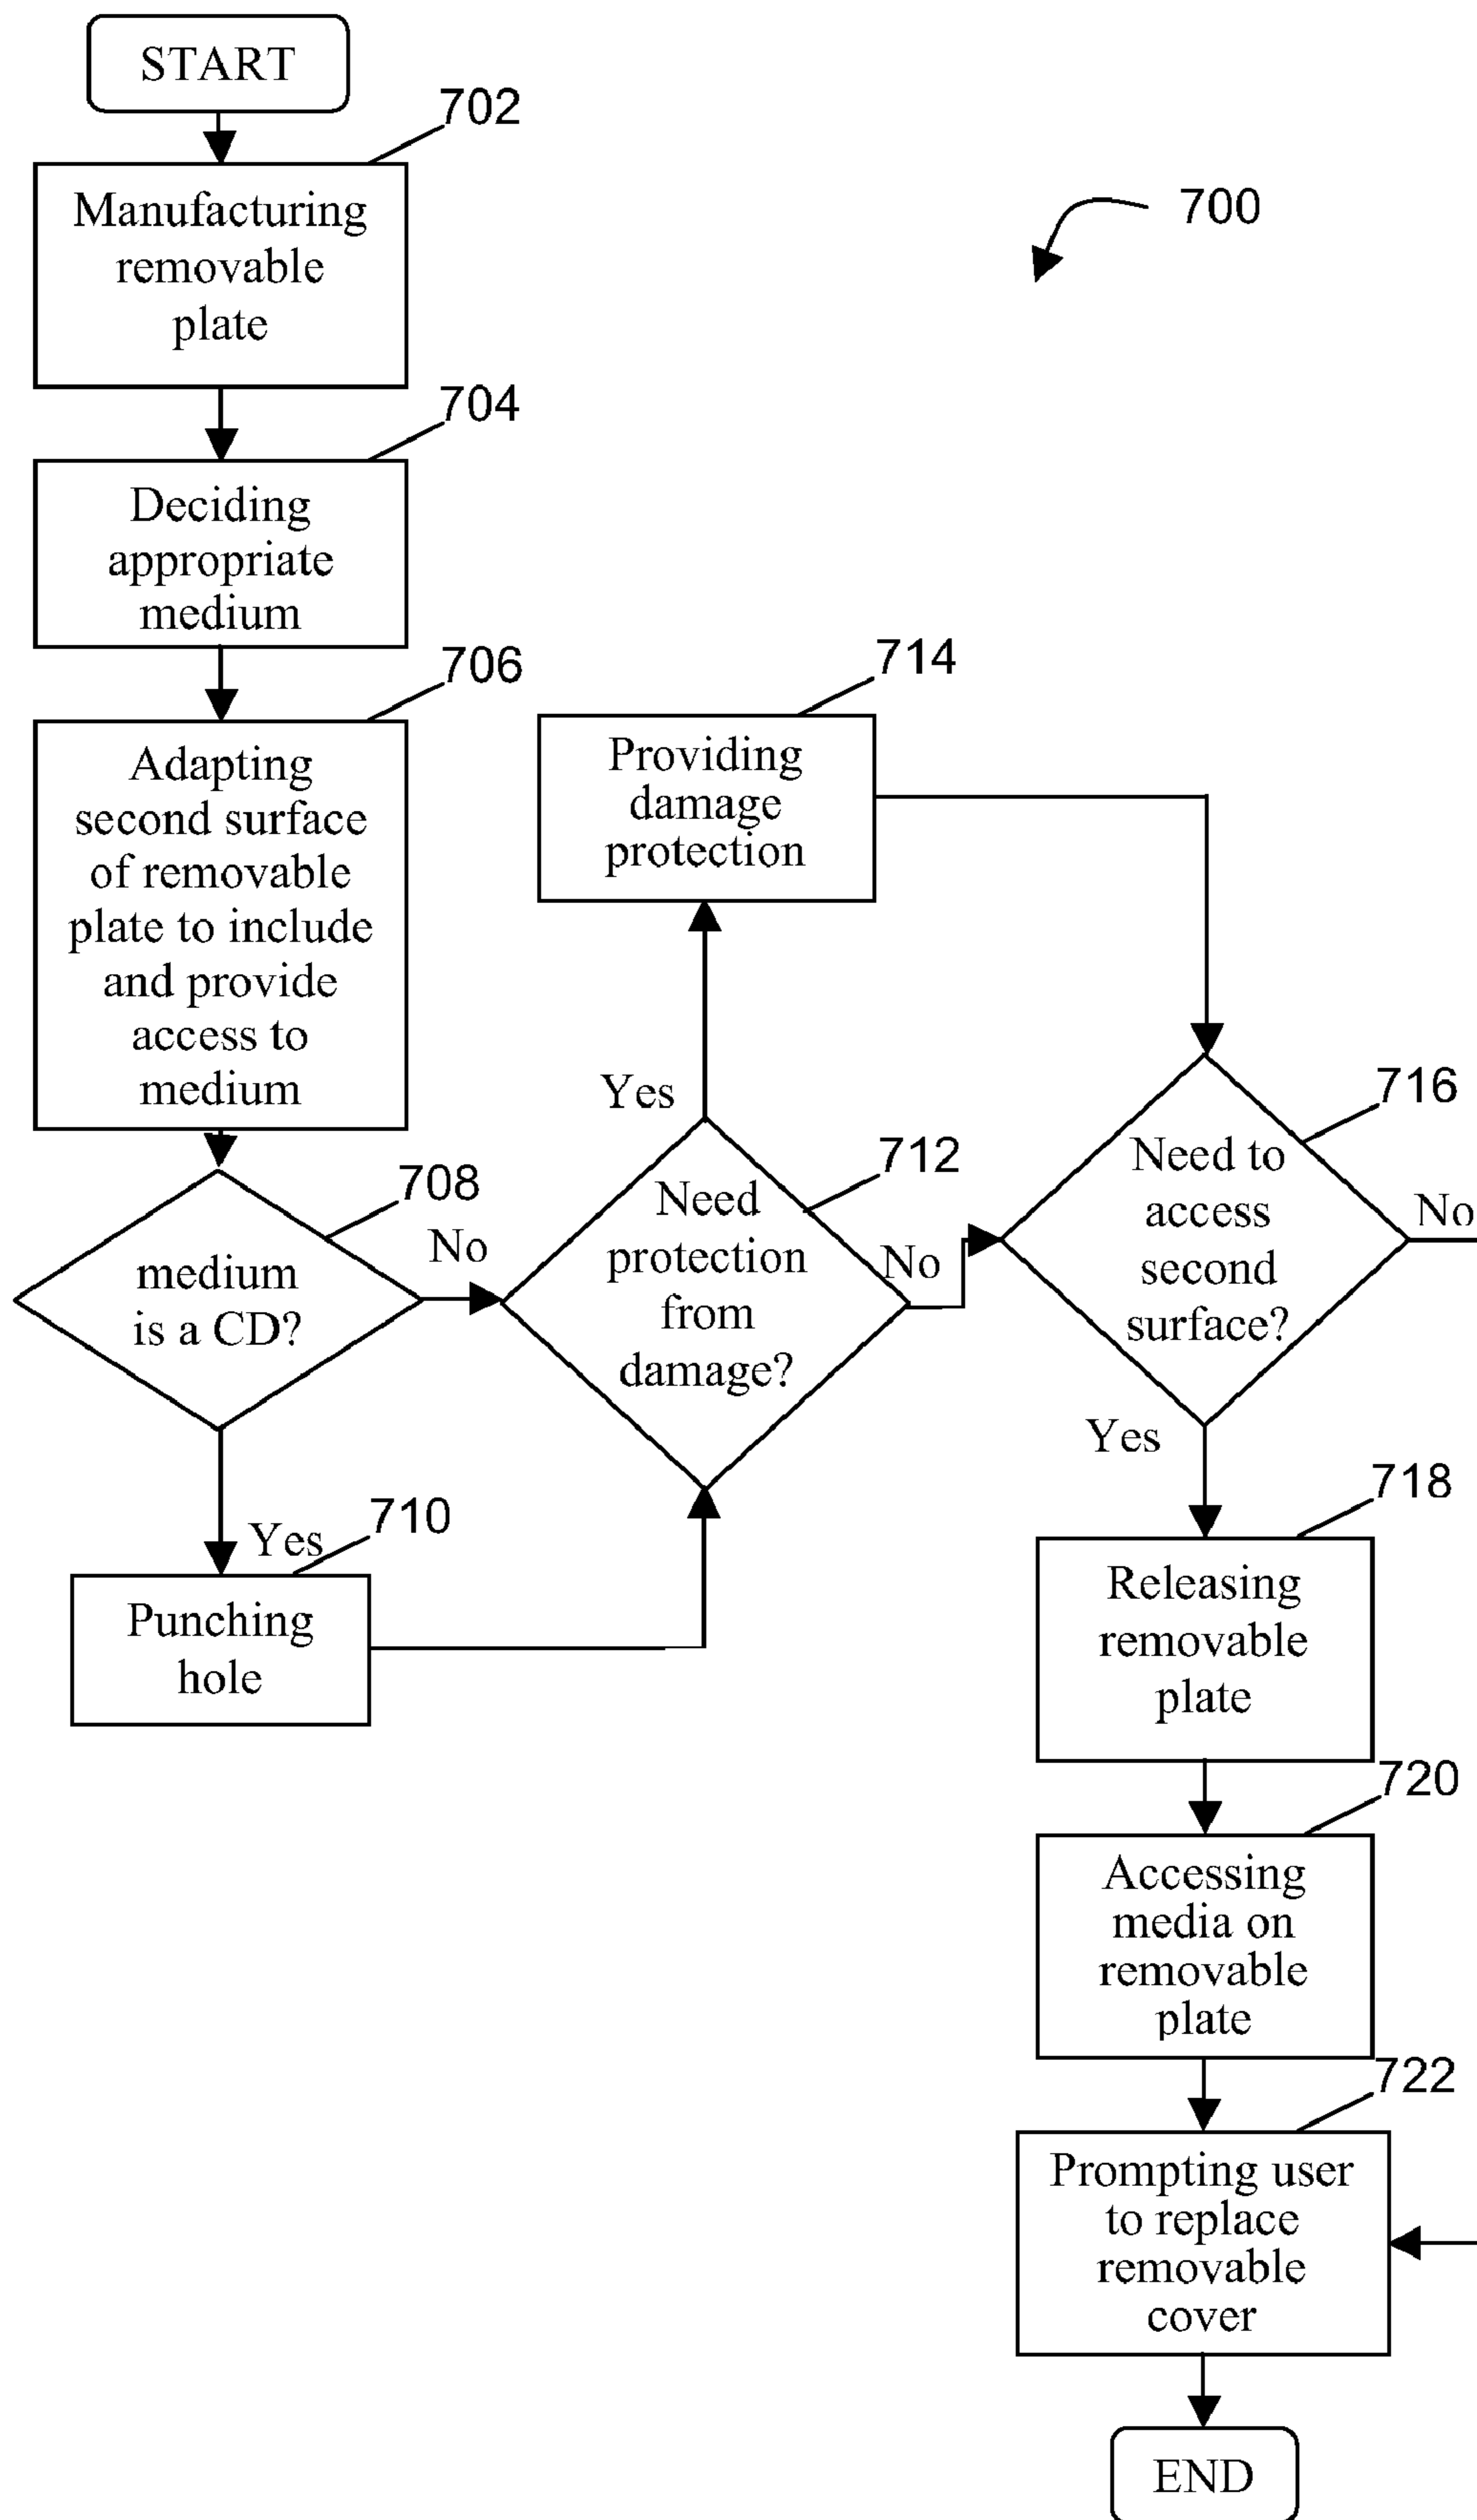 START
702
Manufacturing
removable
plate
700
704
Deciding
appropriate
medium
706
Adapting
second surface
of removable
plate to include
and provide
access to
medium
708
medium
is a CD?
No
Yes
710
Punching
hole
712
Need
protection
from
damage?
Yes
No
714
Providing
damage
protection
716
Need to
access
second
surface?
No
Yes
718
Releasing
removable
plate
720
Accessing
media on
removable
plate
722
Prompting user
to replace
removable
cover
END